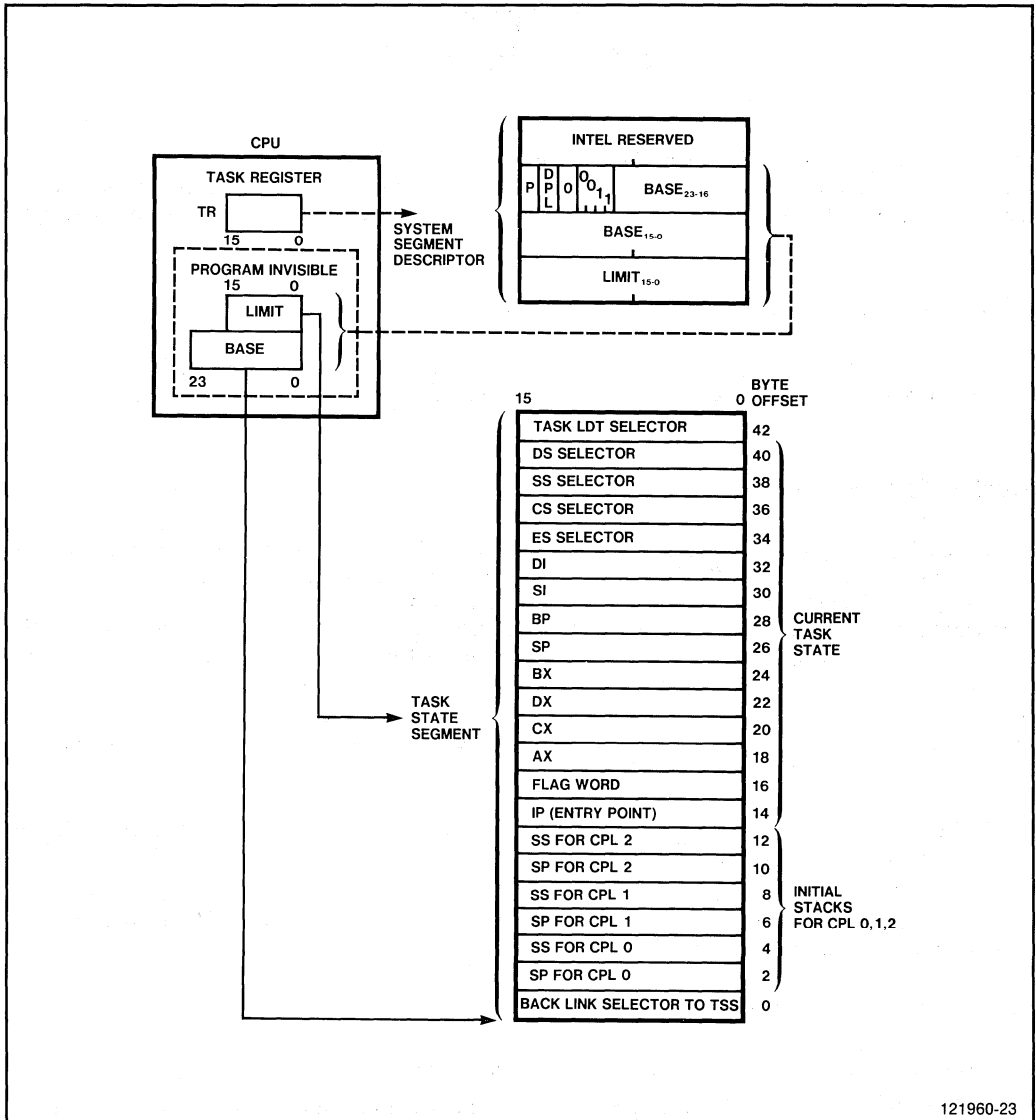 CPU
TASK REGISTER
TR
15 0
SYSTEM
SEGMENT
DESCRIPTOR
PROGRAM INVISIBLE
15 0
LIMIT
BASE
23 0
INTEL RESERVED
P DPL 0 0011 BASE23-16
BASE15-0
LIMIT15-0
15 0
BYTE
OFFSET
TASK LDT SELECTOR 42
DS SELECTOR 40
SS SELECTOR 38
CS SELECTOR 36
ES SELECTOR 34
DI 32
SI 30
BP 28
SP 26
BX 24
DX 22
CX 20
AX 18
FLAG WORD 16
IP (ENTRY POINT) 14
SS FOR CPL 2 12
SP FOR CPL 2 10
SS FOR CPL 1 8
SP FOR CPL 1 6
SS FOR CPL 0 4
SP FOR CPL 0 2
BACK LINK SELECTOR TO TSS 0
TASK
STATE
SEGMENT
CURRENT
TASK
STATE
INITIAL
STACKS
FOR CPL 0,1,2
121960-23